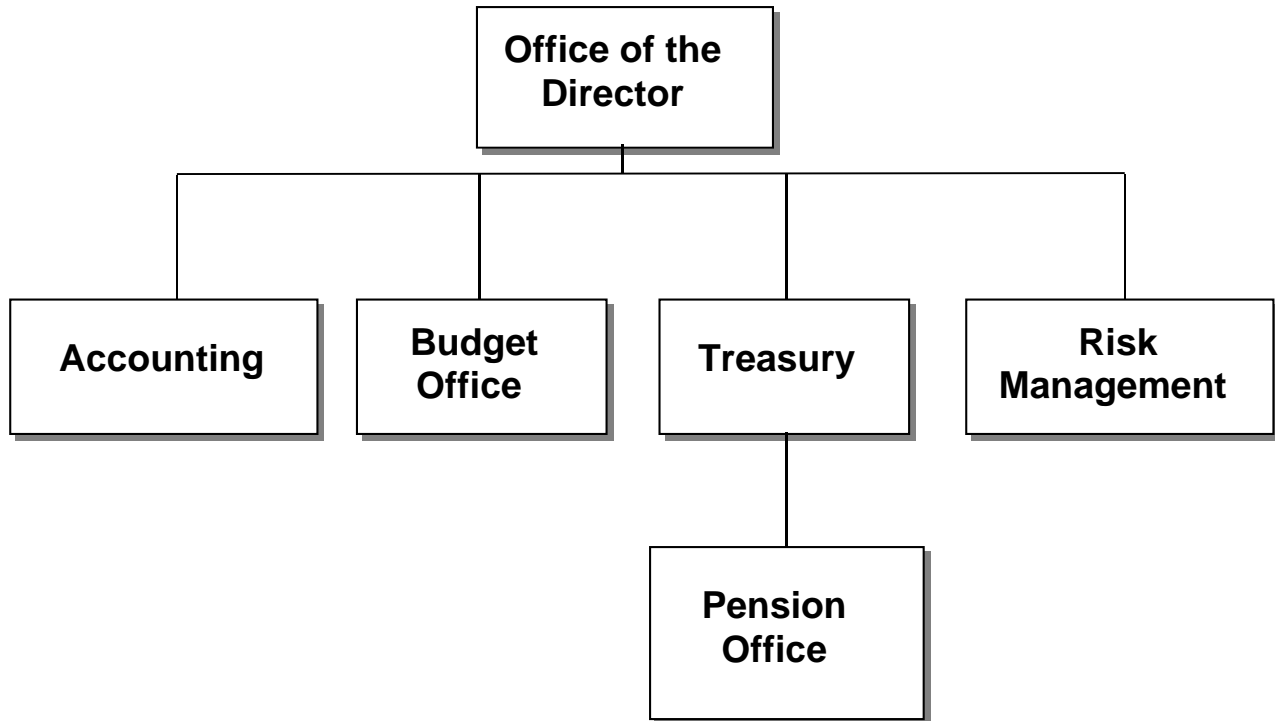 Office of the
Director
Accounting
Budget
Office
Treasury
Risk
Management
Pension
Office